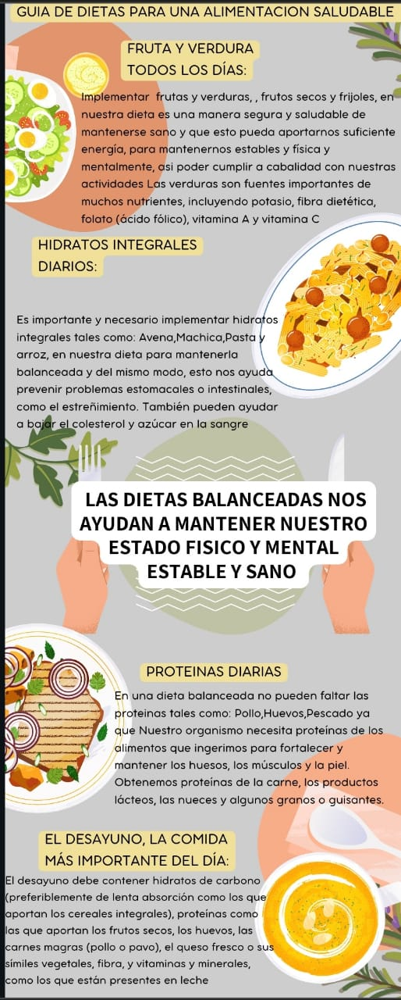 GUIA DE DIETAS PARA UNA ALIMENTACION SALUDABLE
FRUTA Y VERDURA
TODOS LOS DÍAS:
Implementar frutas y verduras, , frutos secos y frijoles, en
nuestra dieta es una manera segura y saludable de
mantenerse sano y que esto pueda aportarnos suficiente
energía, para mantenernos estables y física y
mentalmente, asi poder cumplir a cabalidad con nuestras
actividades Las verduras son fuentes importantes de
muchos nutrientes, incluyendo potasio, fibra dietética,
folato (ácido fólico), vitamina A y vitamina C
HIDRATOS INTEGRALES
DIARIOS:
Es importante y necesario implementar hidratos
integrales tales como: Avena,Machica,Pasta y
arroz, en nuestra dieta para mantenerla
balanceada y del mismo modo, esto nos ayuda
prevenir problemas estomacales o intestinales,
como el estreñimiento. También pueden ayudar
a bajar el colesterol y azúcar en la sangre
LAS DIETAS BALANCEADAS NOS
AYUDAN A MANTENER NUESTRO
ESTADO FISICO Y MENTAL
ESTABLE Y SANO
PROTEINAS DIARIAS
En una dieta balanceada no pueden faltar las
proteinas tales como: Pollo,Huevos,Pescado ya
que Nuestro organismo necesita proteínas de los
alimentos que ingerimos para fortalecer y
mantener los huesos, los músculos y la piel.
Obtenemos proteínas de la carne, los productos
lácteos, las nueces y algunos granos o guisantes.
EL DESAYUNO, LA COMIDA
MÁS IMPORTANTE DEL DÍA:
El desayuno debe contener hidratos de carbono
(preferiblemente de lenta absorción como los que
aportan los cereales integrales), proteínas como
las que aportan los frutos secos, los huevos, las
carnes magras (pollo o pavo), el queso fresco o sus
símiles vegetales, fibra, y vitaminas y minerales,
como los que están presentes en leche